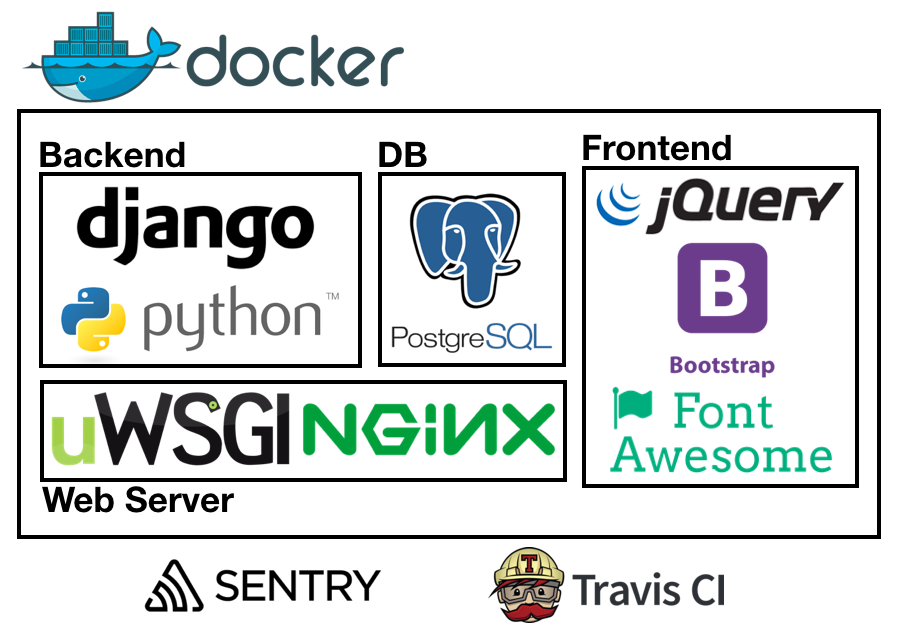 docker
Backend
django
python™
DB
PostgreSQL
Frontend
jQuery
B
Bootstrap
Font
Awesome
uWSGI
NGINX
Web Server
SENTRY
T
Travis CI